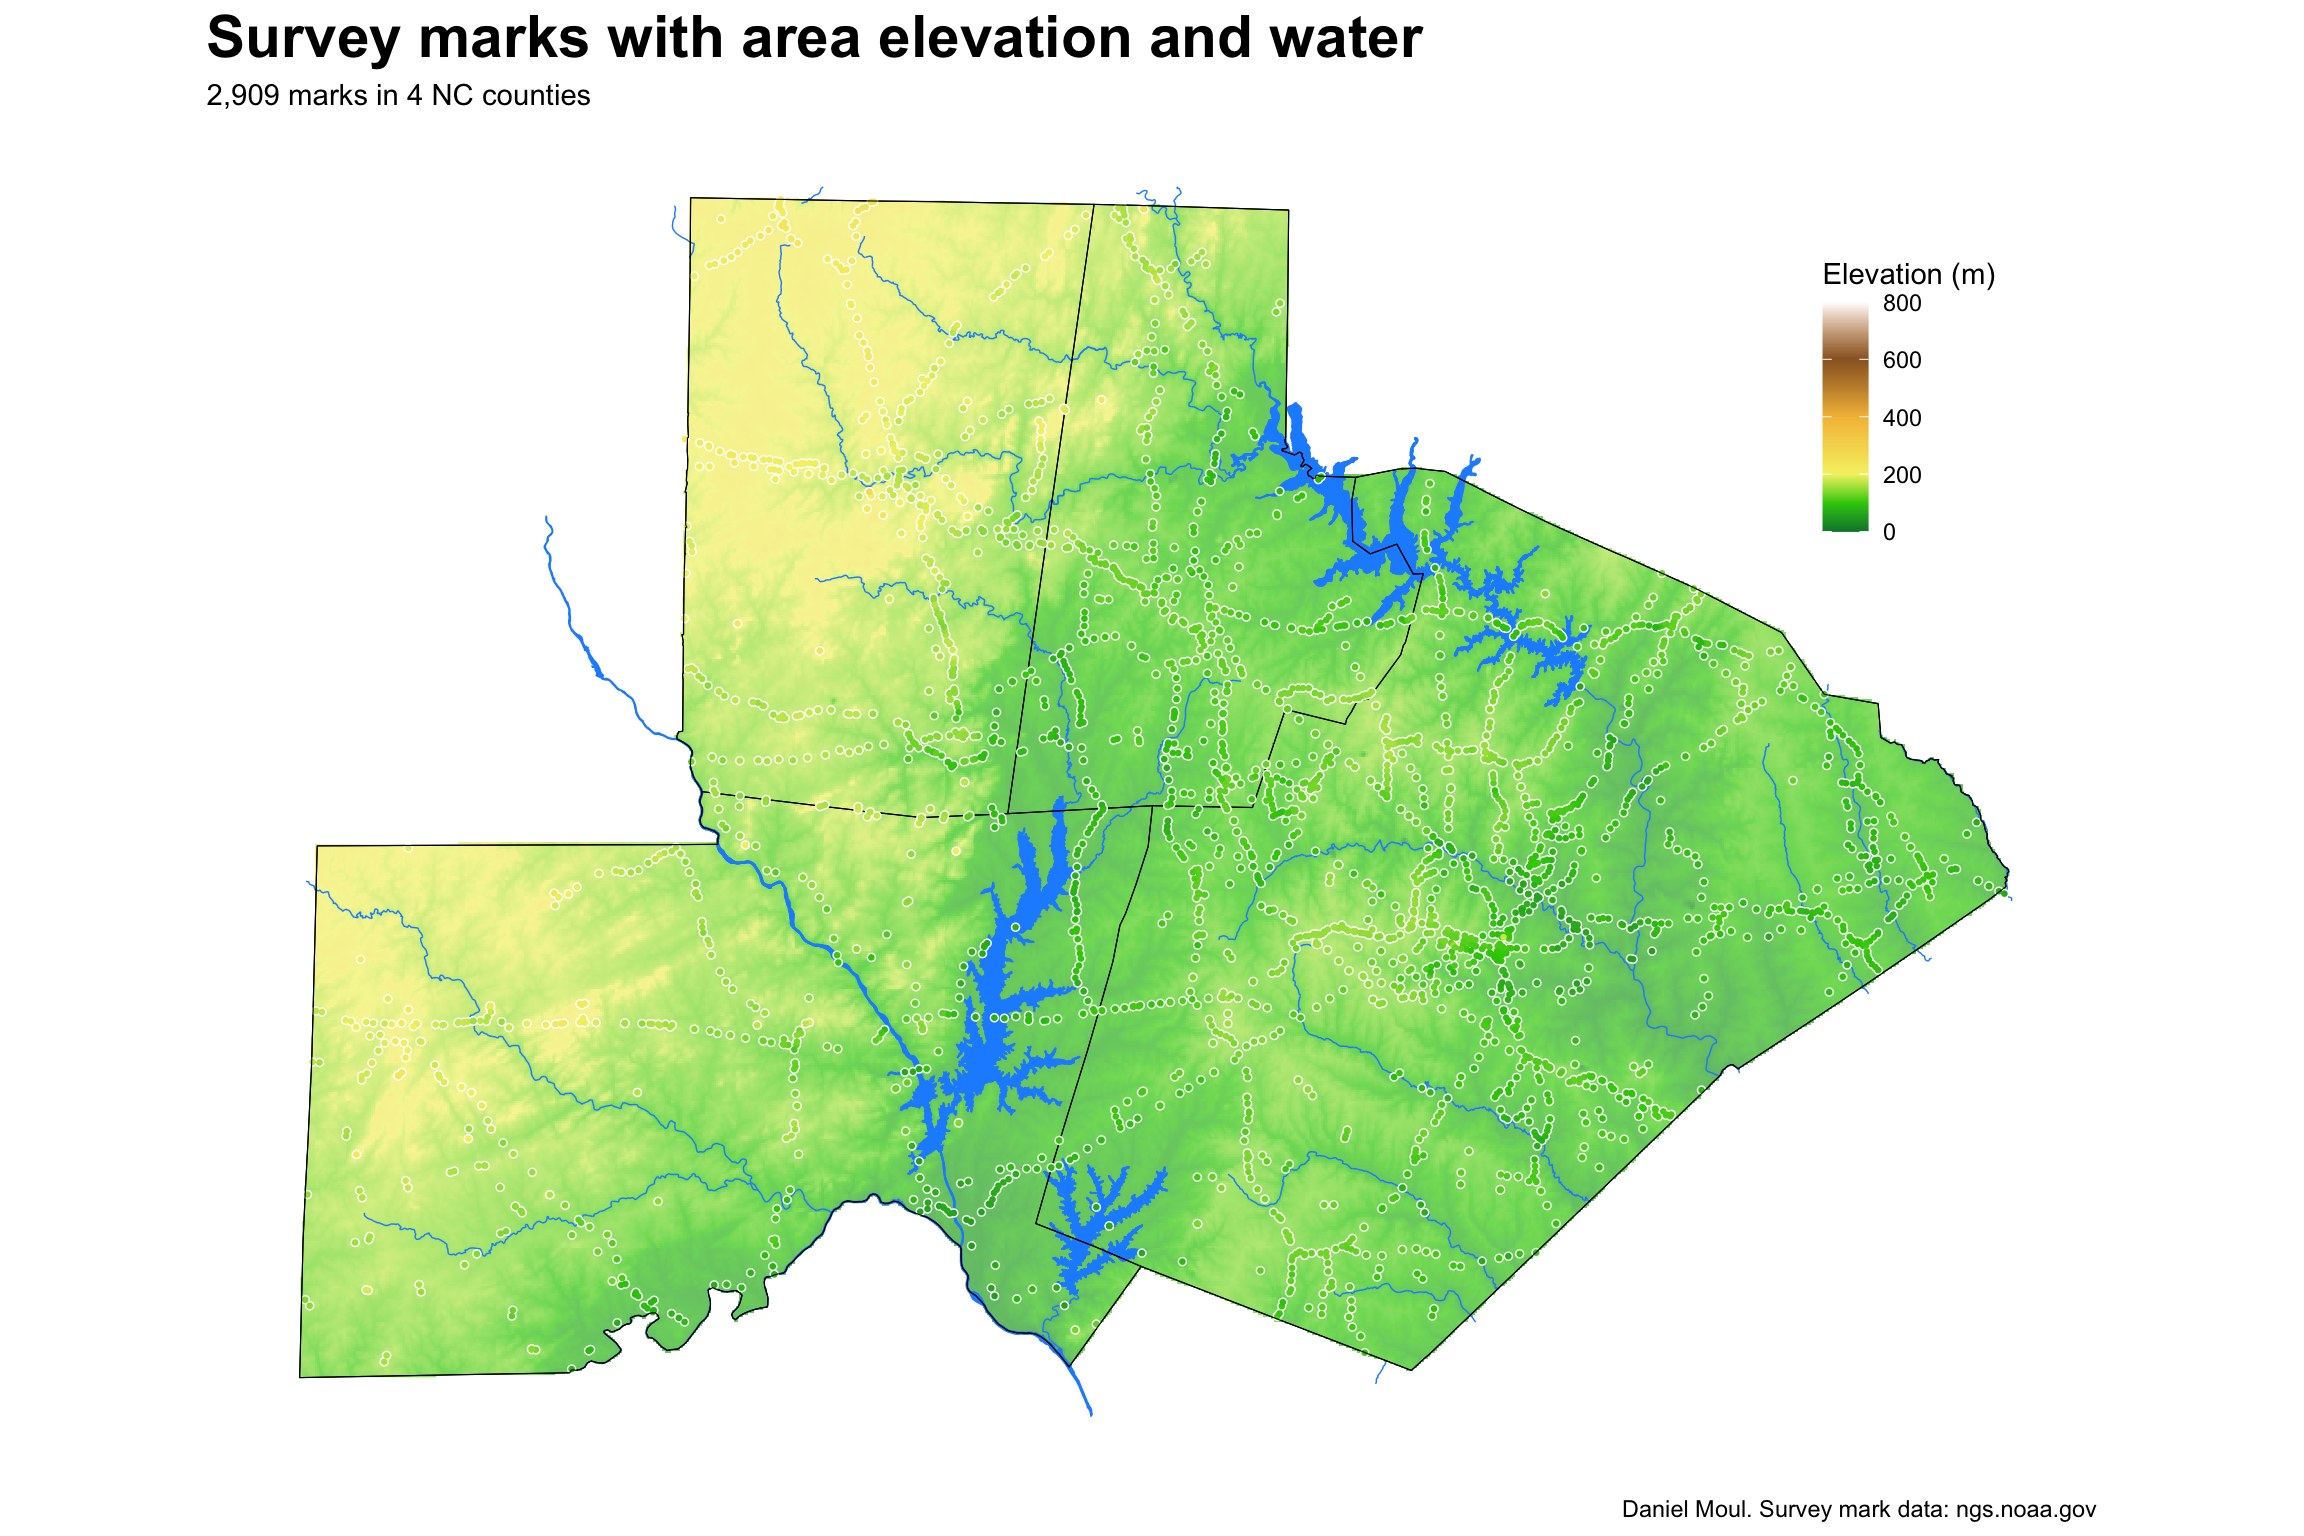 Survey marks with area elevation and water
2,909 marks in 4 NC counties
Elevation (m)
800
600
400
200
0
Daniel Moul. Survey mark data: ngs.noaa.gov